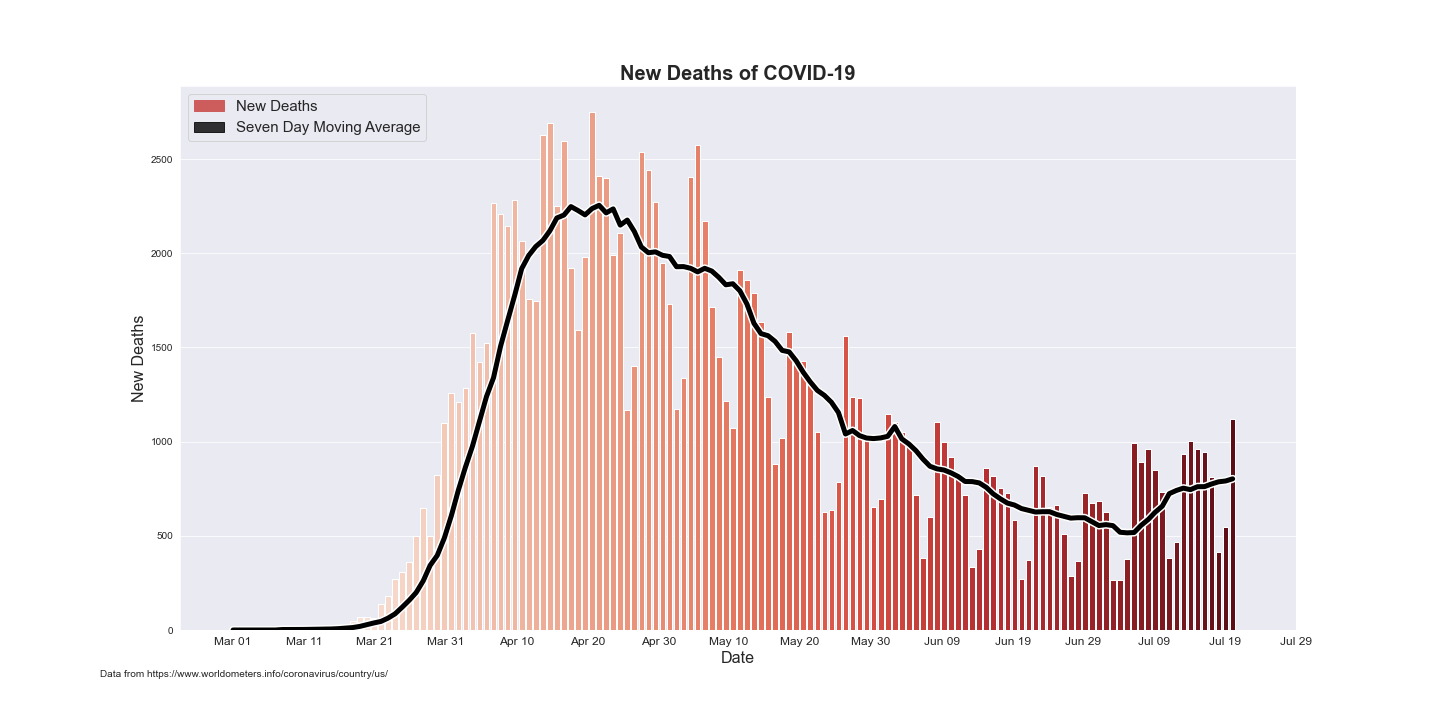 New Deaths of COVID-19
New Deaths
Seven Day Moving Average
2500
2000
1500
1000
500
0
New Deaths
Mar 01 Mar 11 Mar 21 Mar 31 Apr 10 Apr 20 Apr 30 May 10 May 20 May 30 Jun 09 Jun 19 Jun 29 Jul 09 Jul 19 Jul 29
Date
Data from https://www.worldometers.info/coronavirus/country/us/